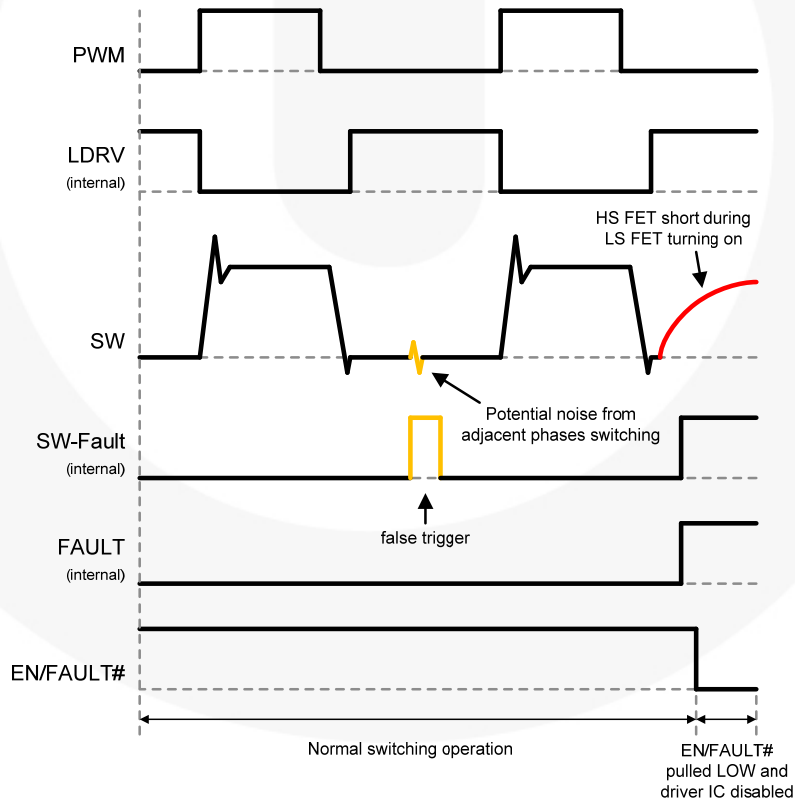 PWM
LDRV
(internal)
HS FET short during
LS FET turning on
SW
Potential noise from
adjacent phases switching
SW-Fault
(internal)
false trigger
FAULT
(internal)
EN/FAULT#
Normal switching operation
EN/FAULT#
pulled LOW and
driver IC disabled